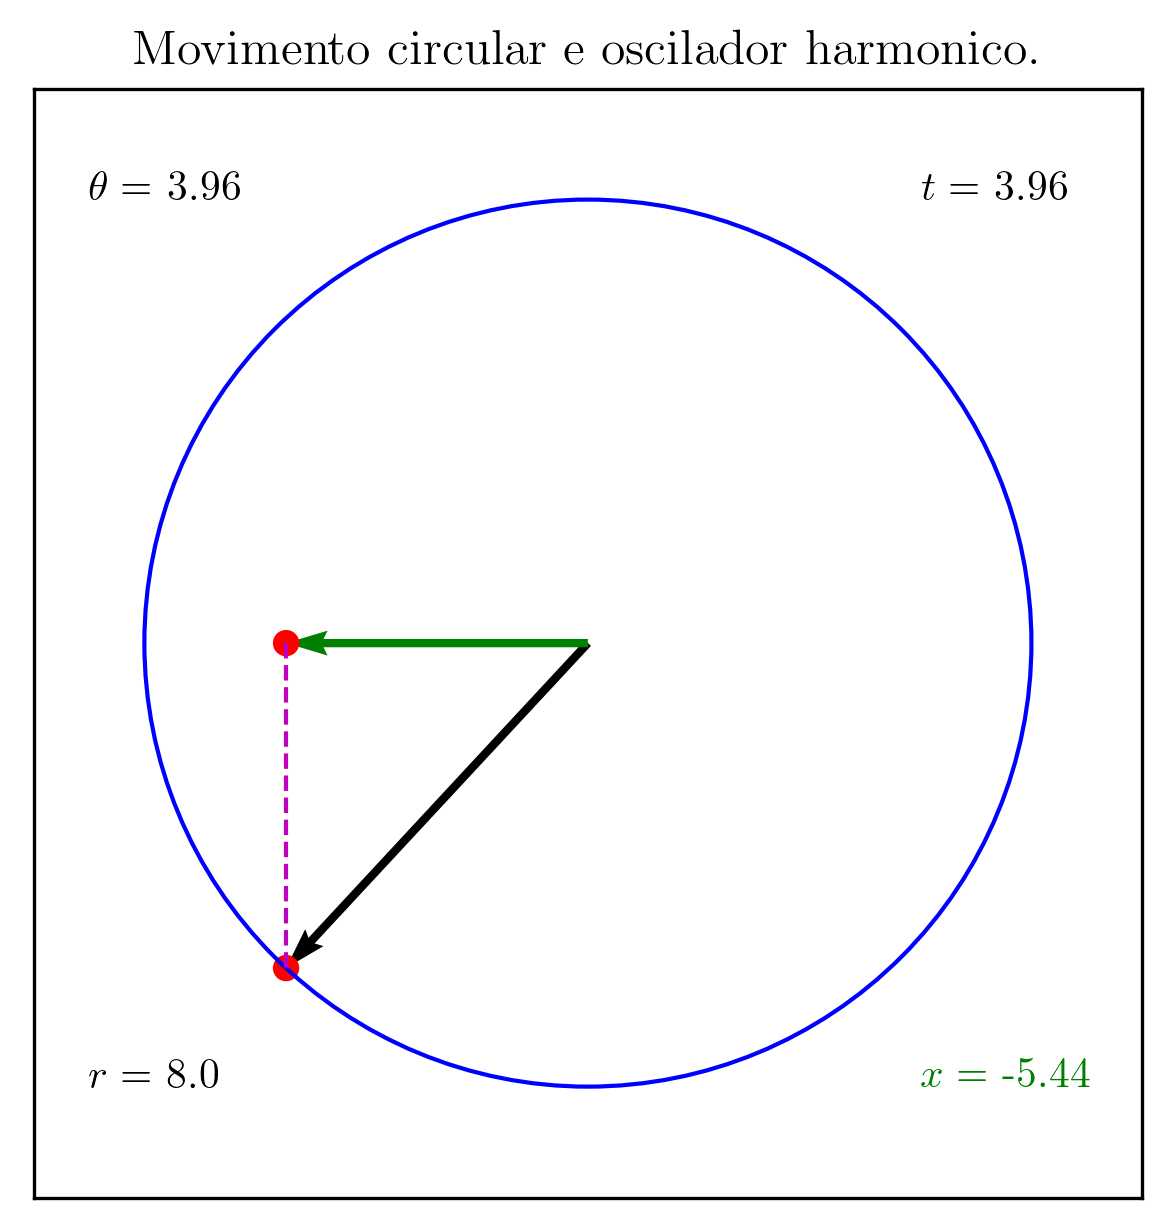 Movimento circular e oscilador harmonico.
θ = 3.96
t = 3.96
r = 8.0
x = -5.44